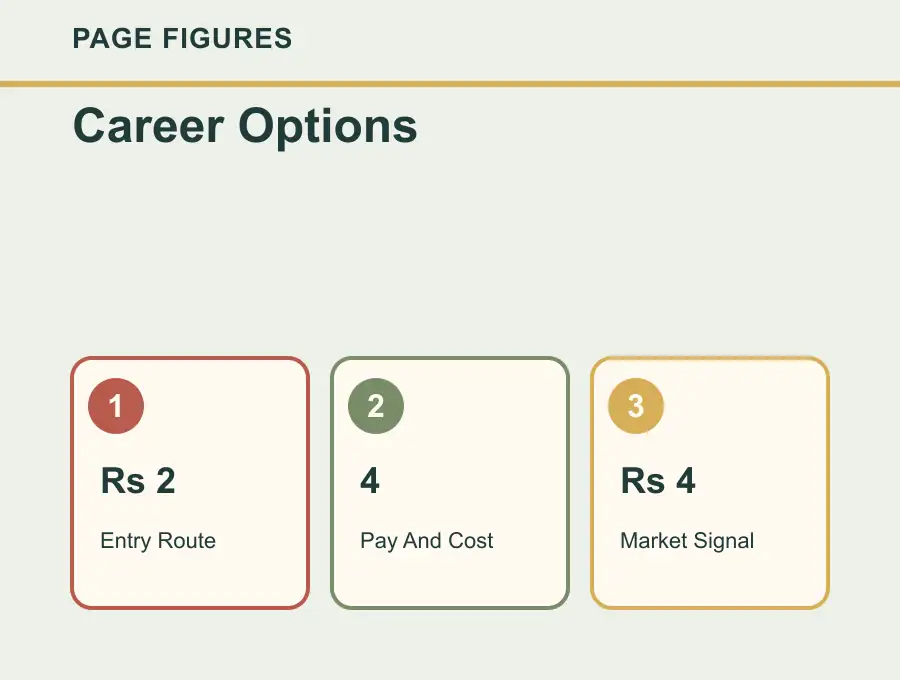 PAGE FIGURES
Career Options
1
Rs 2
Entry Route
2
4
Pay And Cost
3
Rs 4
Market Signal